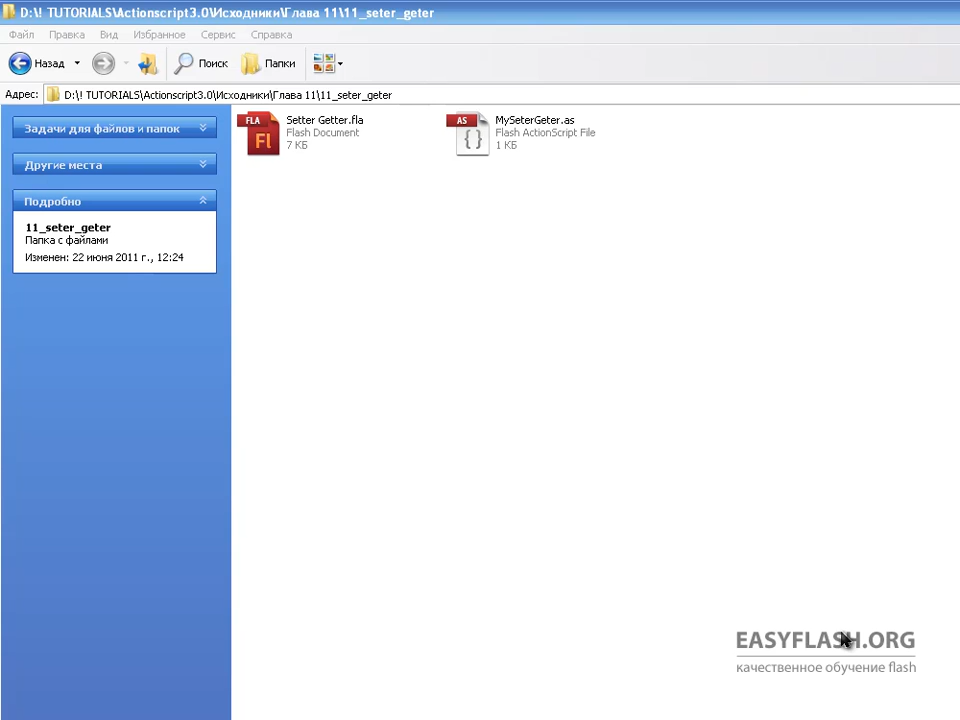 D:\! TUTORIALS\Actionscript3.0\Исходники\Глава 11\11_seter_geter
Файл Правка Вид Избранное Сервис Справка
Назад Поиск Папки
Адрес: D:\! TUTORIALS\Actionscript3.0\Исходники\Глава 11\11_seter_geter
Задачи для файлов и папок
Другие места
Подробно
11_seter_geter
Папка с файлами
Изменен: 22 июня 2011 г., 12:24
FLA
Fl
Setter Getter.fla
Flash Document
7 КБ
AS
{ }
MySeterGeter.as
Flash ActionScript File
1 КБ
EASYFLASH.ORG
качественное обучение flash